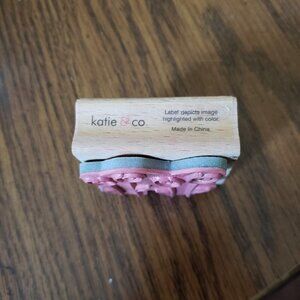 katie & co
Label depicts image
highlighted with color.
Made in China.